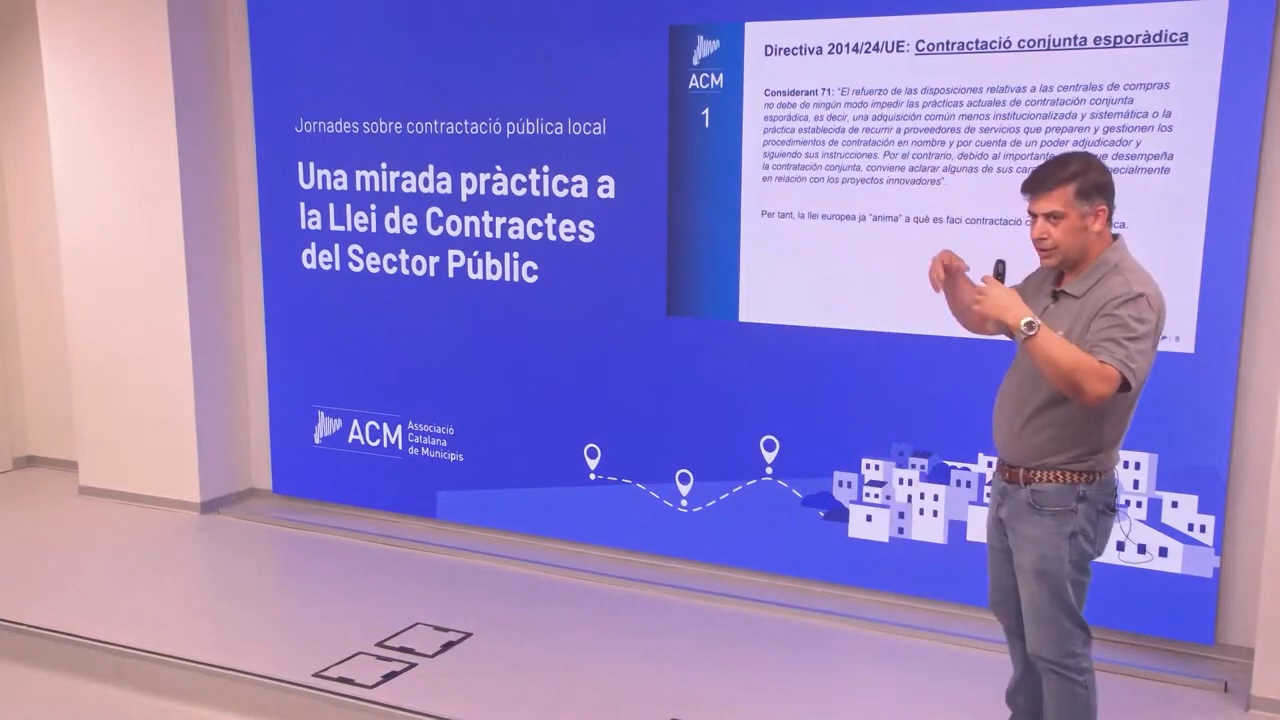 Jornades sobre contractació pública local
Una mirada pràctica a
la Llei de Contractes
del Sector Públic
ACM
Associació
Catalana
de Municipis
ACM
1
Directiva 2014/24/UE: Contractació conjunta esporàdica
Considerant 71: “El refuerzo de las disposiciones relativas a las centrales de compras
no debe de ningún modo impedir las prácticas actuales de contratación conjunta
esporádica, es decir, una adquisición común menos institucionalizada y sistemática o la
práctica establecida de recurrir a proveedores de servicios que preparen y gestionen los
procedimientos de contratación en nombre y por cuenta de un poder adjudicador y
siguiendo sus instrucciones. Por el contrario, debido al importante que desempeña
la contratación conjunta, conviene aclarar algunas de sus
en relación con los proyectos innovadores”.
Per tant, la llei europea ja “anima” a què es faci contractació
8